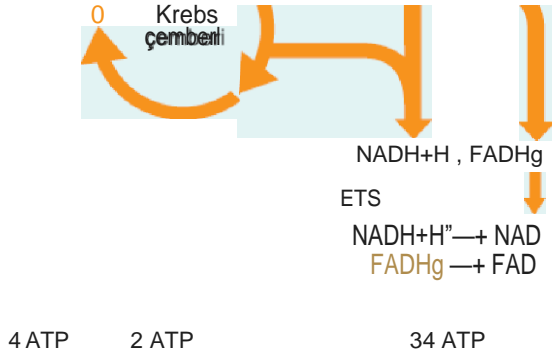 0 Krebs
çemberi
NADH+H , FADHg
ETS
NADH+H”—+ NAD
FADHg —+ FAD
4 ATP 2 ATP 34 ATP